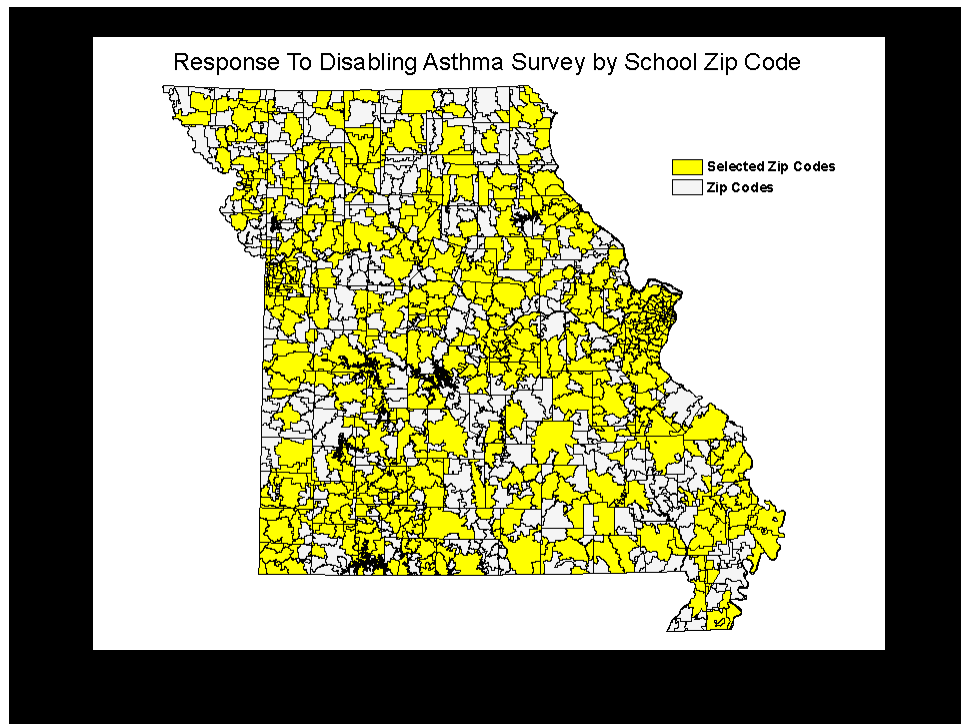 Response To Disabling Asthma Survey by School Zip Code
Selected Zip Codes
Zip Codes